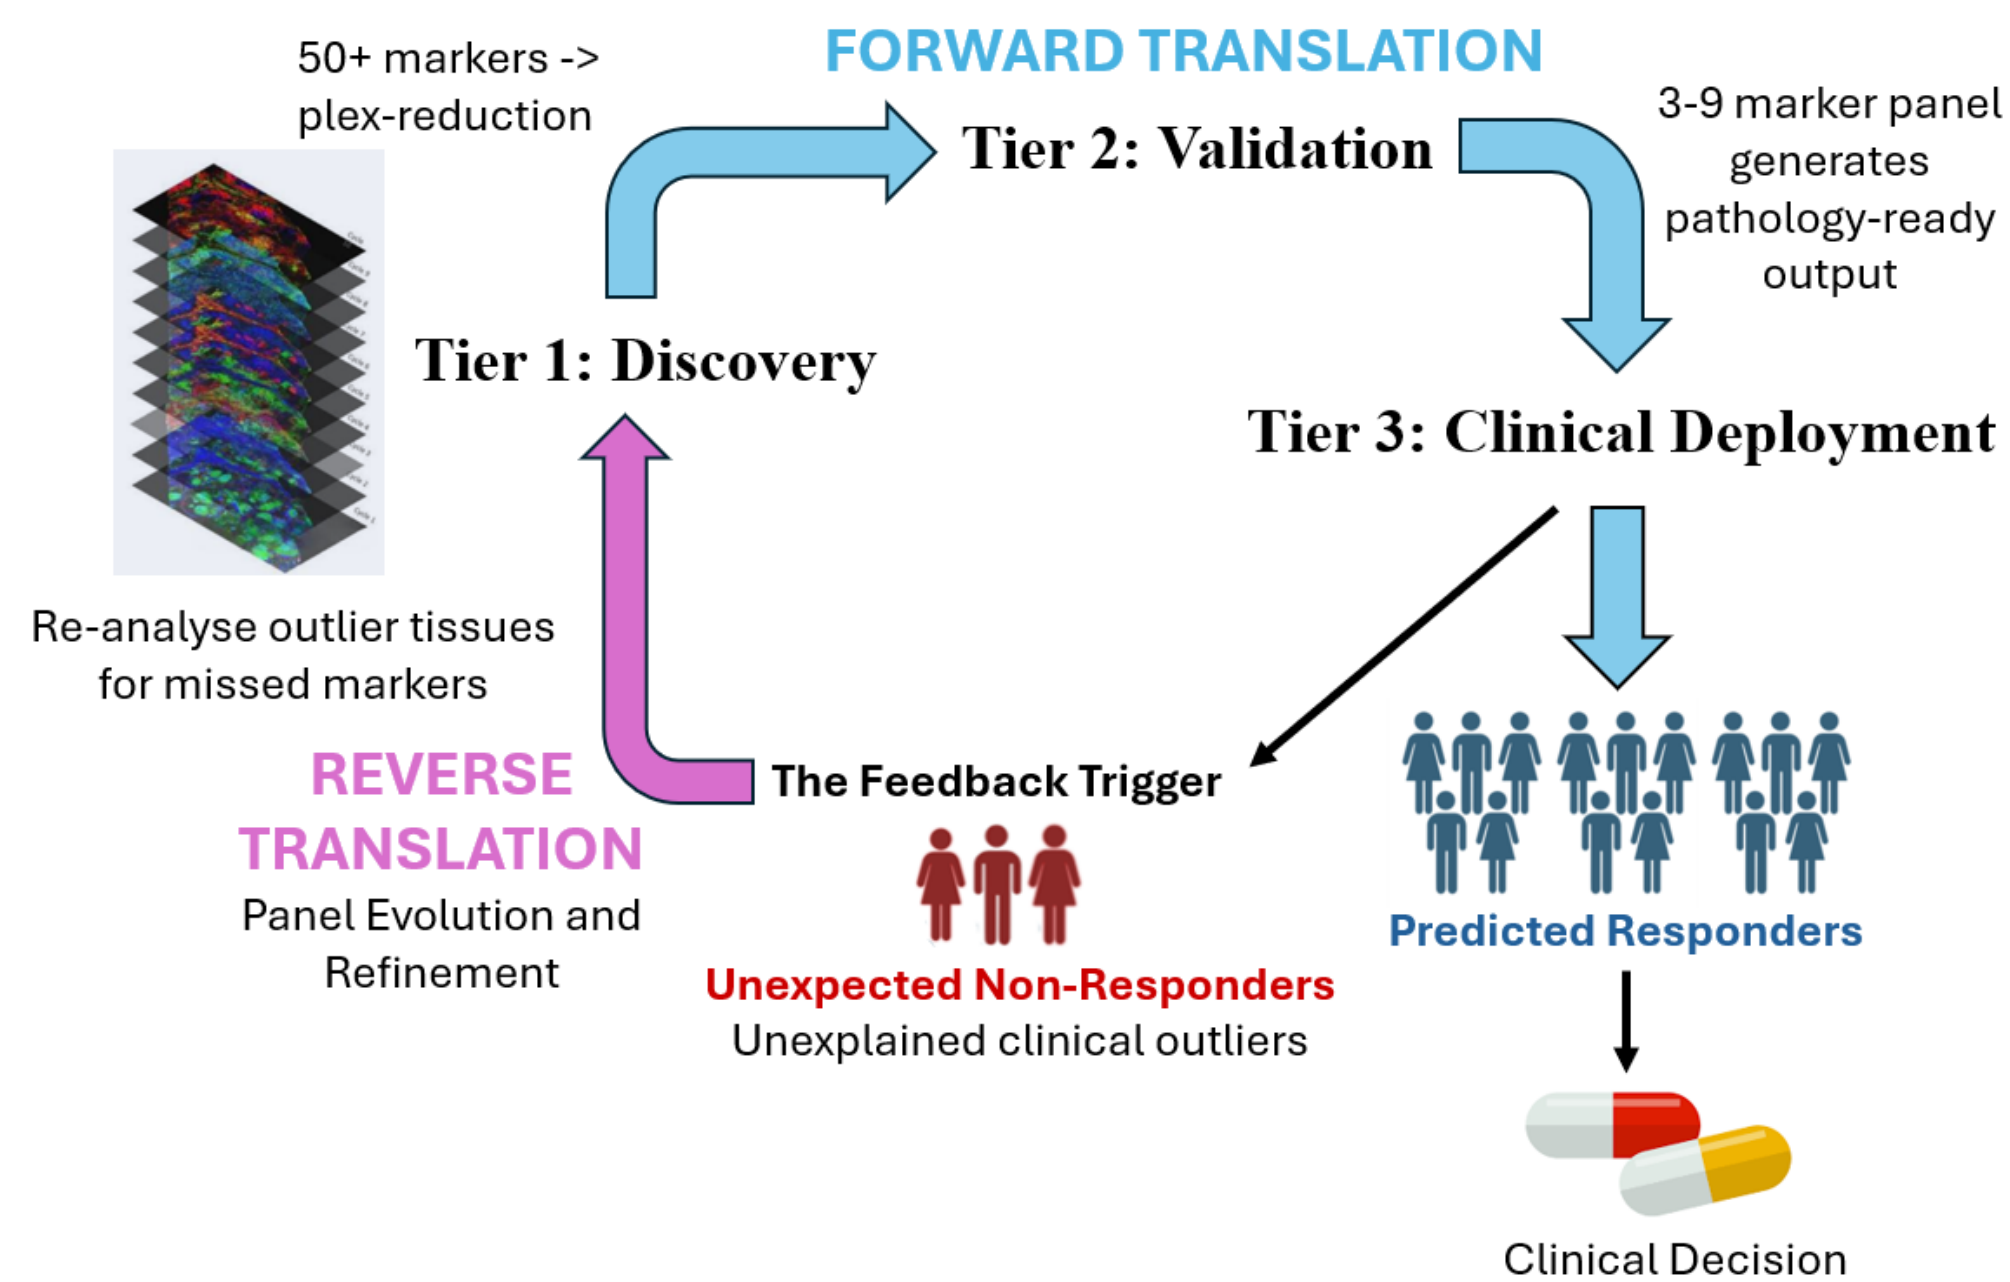 FORWARD TRANSLATION
50+ markers ->
plex-reduction
Tier 2: Validation
3-9 marker panel
generates
pathology-ready
output
Tier 1: Discovery
Tier 3: Clinical Deployment
Re-analyse outlier tissues
for missed markers
REVERSE
TRANSLATION
Panel Evolution and
Refinement
The Feedback Trigger
Unexpected Non-Responders
Unexplained clinical outliers
Predicted Responders
Clinical Decision